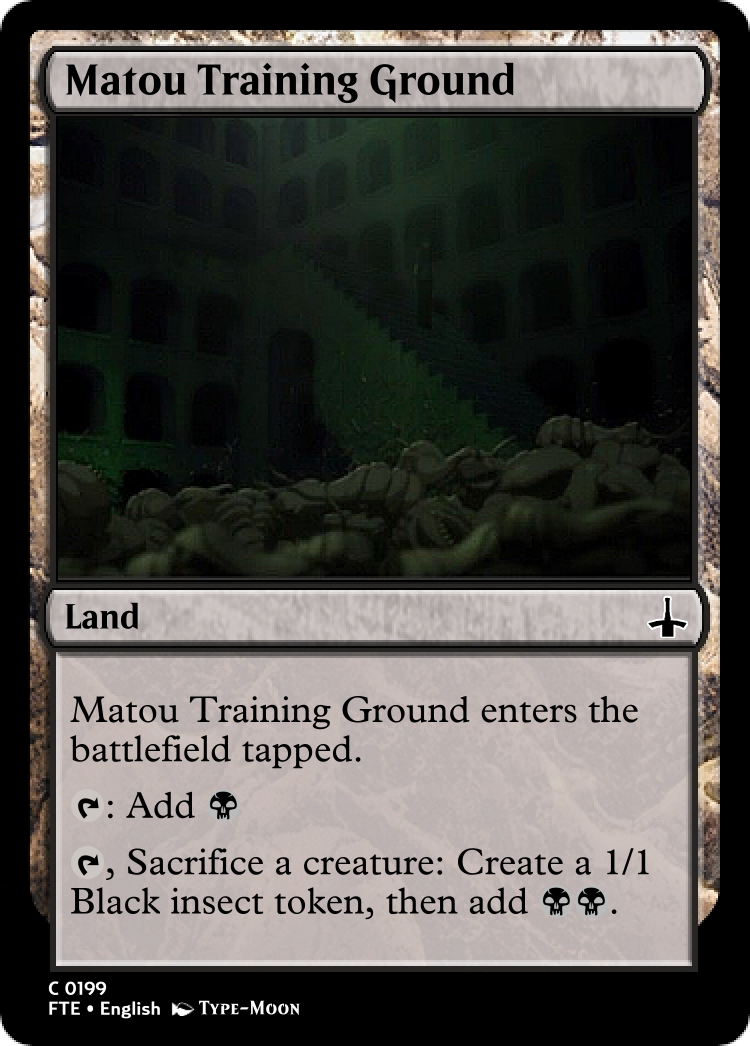 Matou Training Ground
Land
Matou Training Ground enters the
battlefield tapped.
: Add
, Sacrifice a creature: Create a 1/1
Black insect token, then add .
C 0199
FTE • English Type-Moon